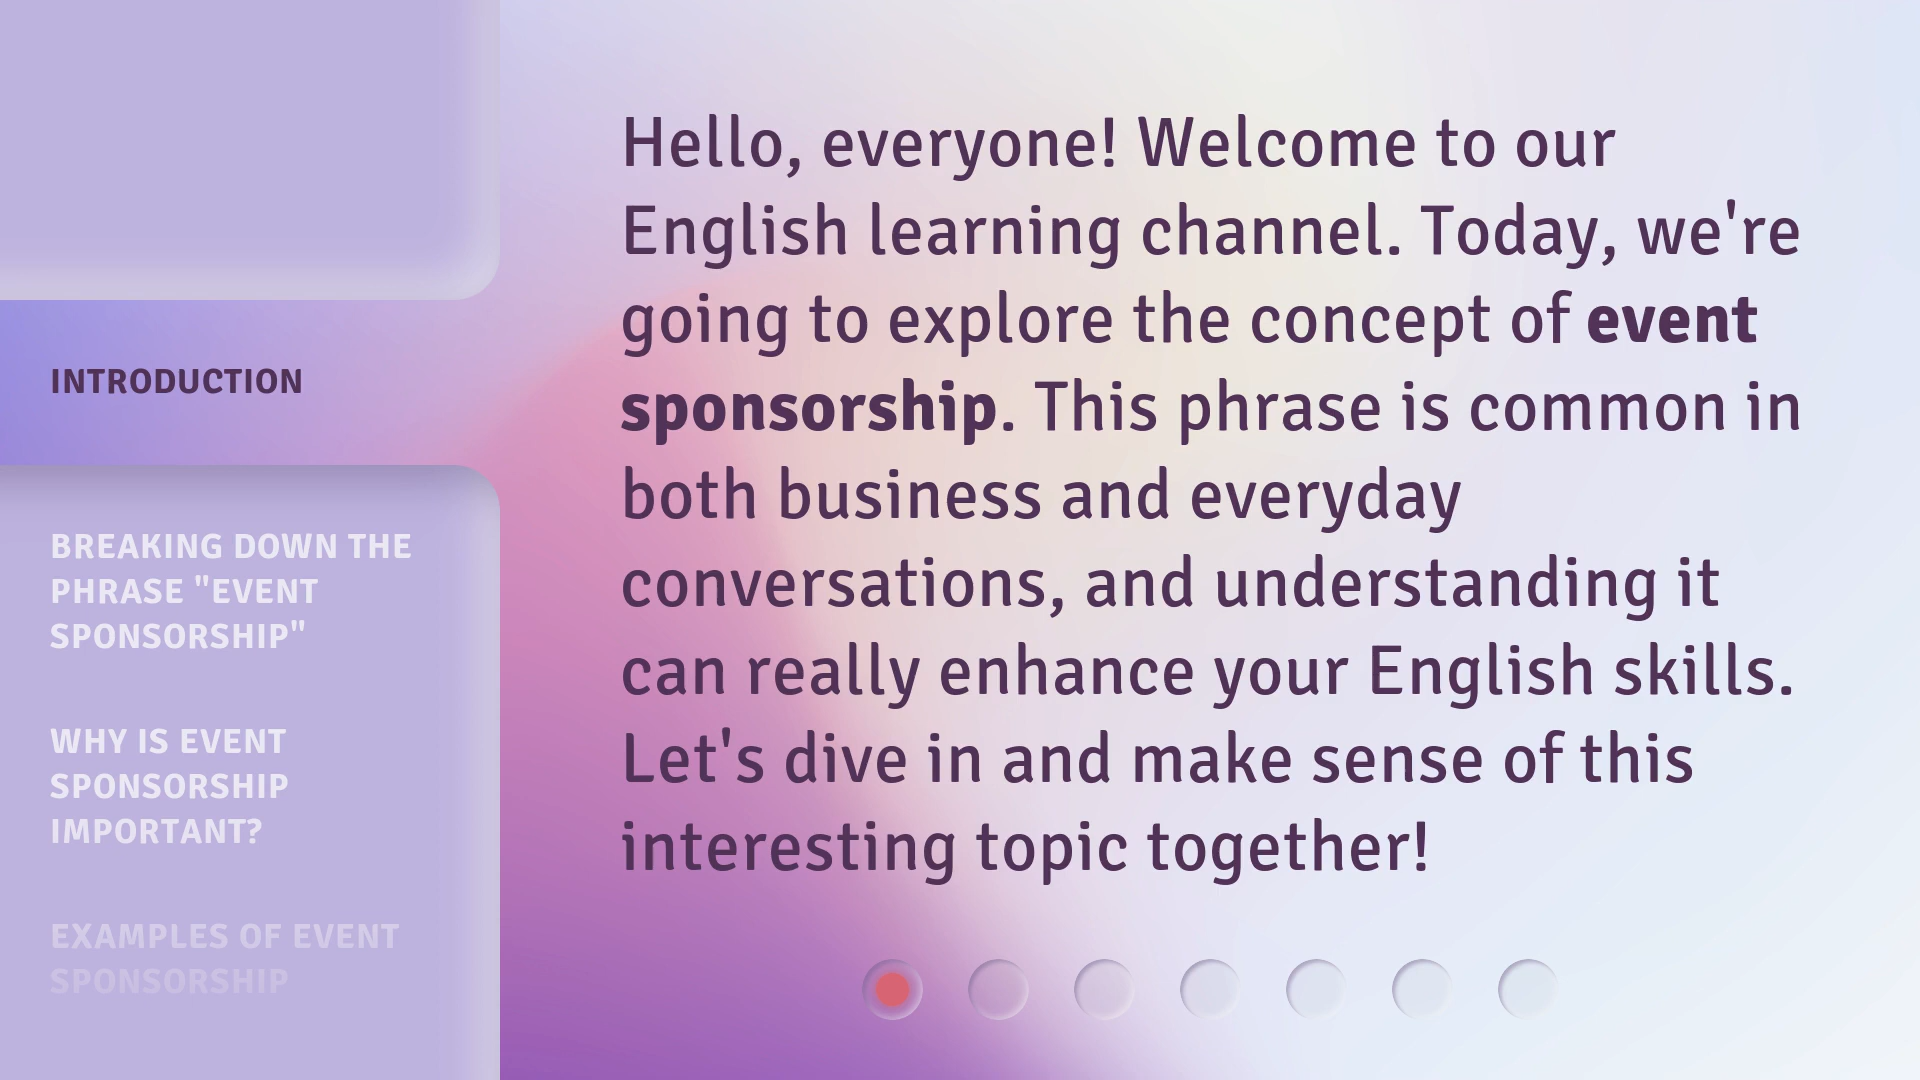 INTRODUCTION
BREAKING DOWN THE
PHRASE "EVENT
SPONSORSHIP"
WHY IS EVENT
SPONSORSHIP
IMPORTANT?
EXAMPLES OF EVENT
SPONSORSHIP
Hello, everyone! Welcome to our
English learning channel. Today, we're
going to explore the concept of event
sponsorship. This phrase is common in
both business and everyday
conversations, and understanding it
can really enhance your English skills.
Let's dive in and make sense of this
interesting topic together!